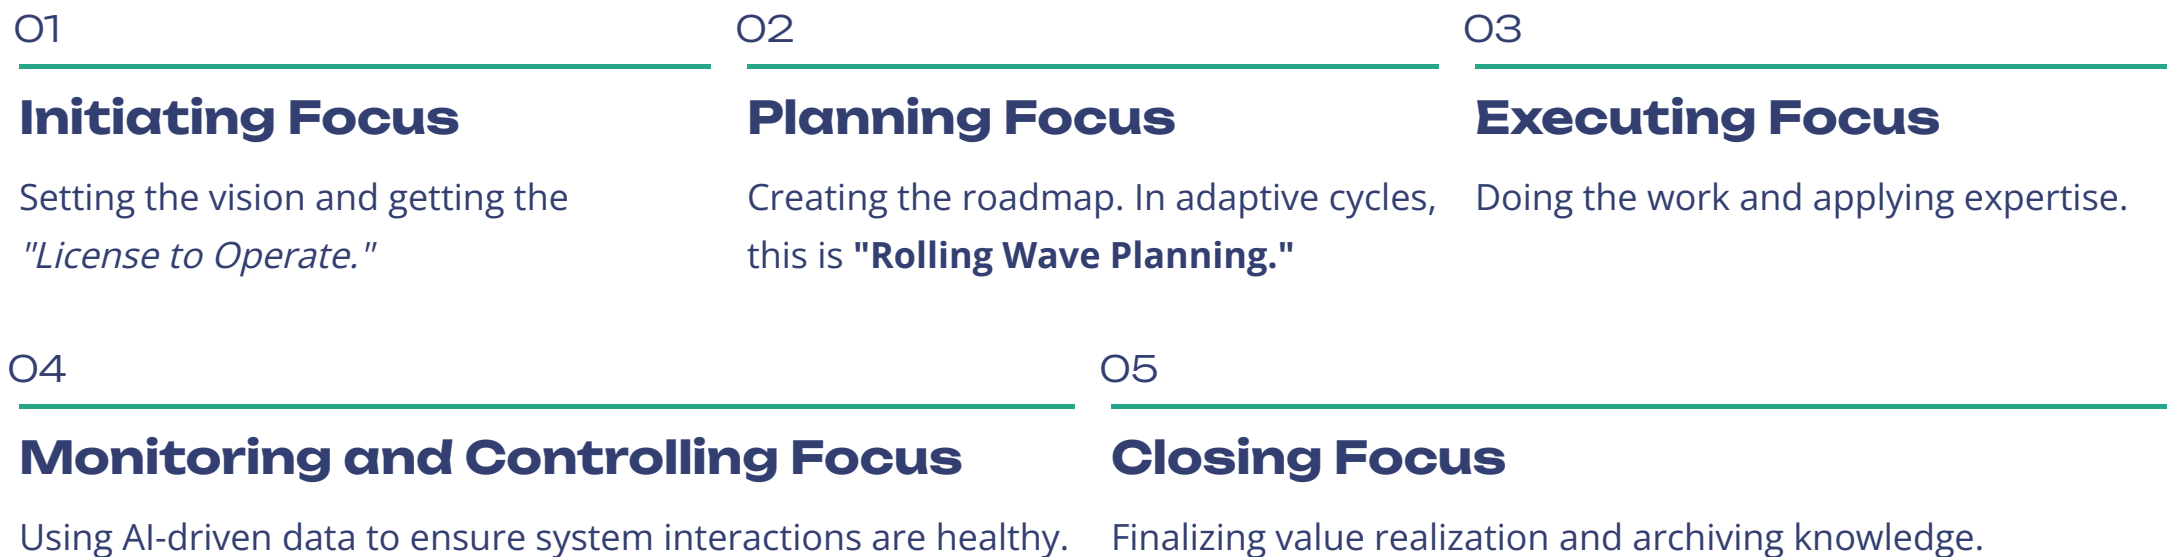 01
Initiating Focus
Setting the vision and getting the
"License to Operate."
02
Planning Focus
Creating the roadmap. In adaptive cycles,
this is "Rolling Wave Planning."
03
Executing Focus
Doing the work and applying expertise.
04
Monitoring and Controlling Focus
Using AI-driven data to ensure system interactions are healthy.
05
Closing Focus
Finalizing value realization and archiving knowledge.